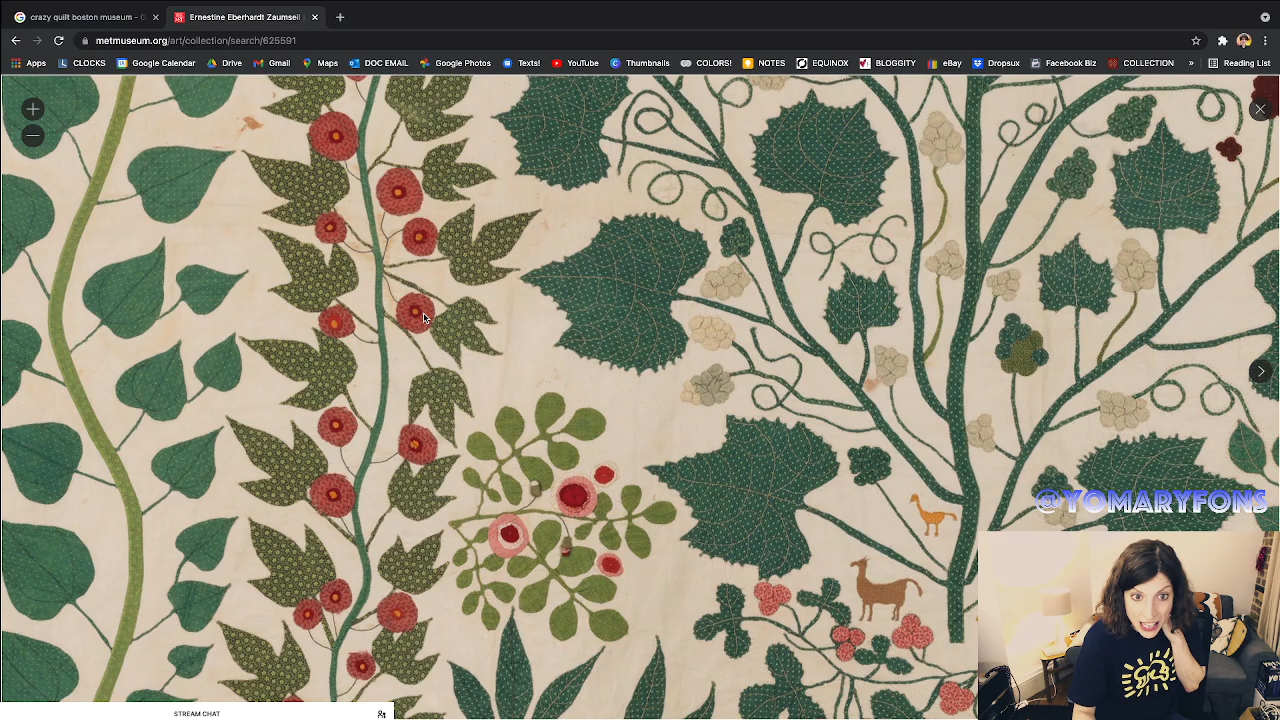 crazy quilt boston museum - G
Ernestine Eberhardt Zaumseil |
metmuseum.org/art/collection/search/625591
Apps CLOCKS Google Calendar Drive Gmail Maps DOC EMAIL Google Photos Texts! YouTube Thumbnails COLORS! NOTES EQUINOX BLOGGITY eBay Dropsux Facebook Biz COLLECTION » Reading List
@YOMARYFONS
STREAM CHAT